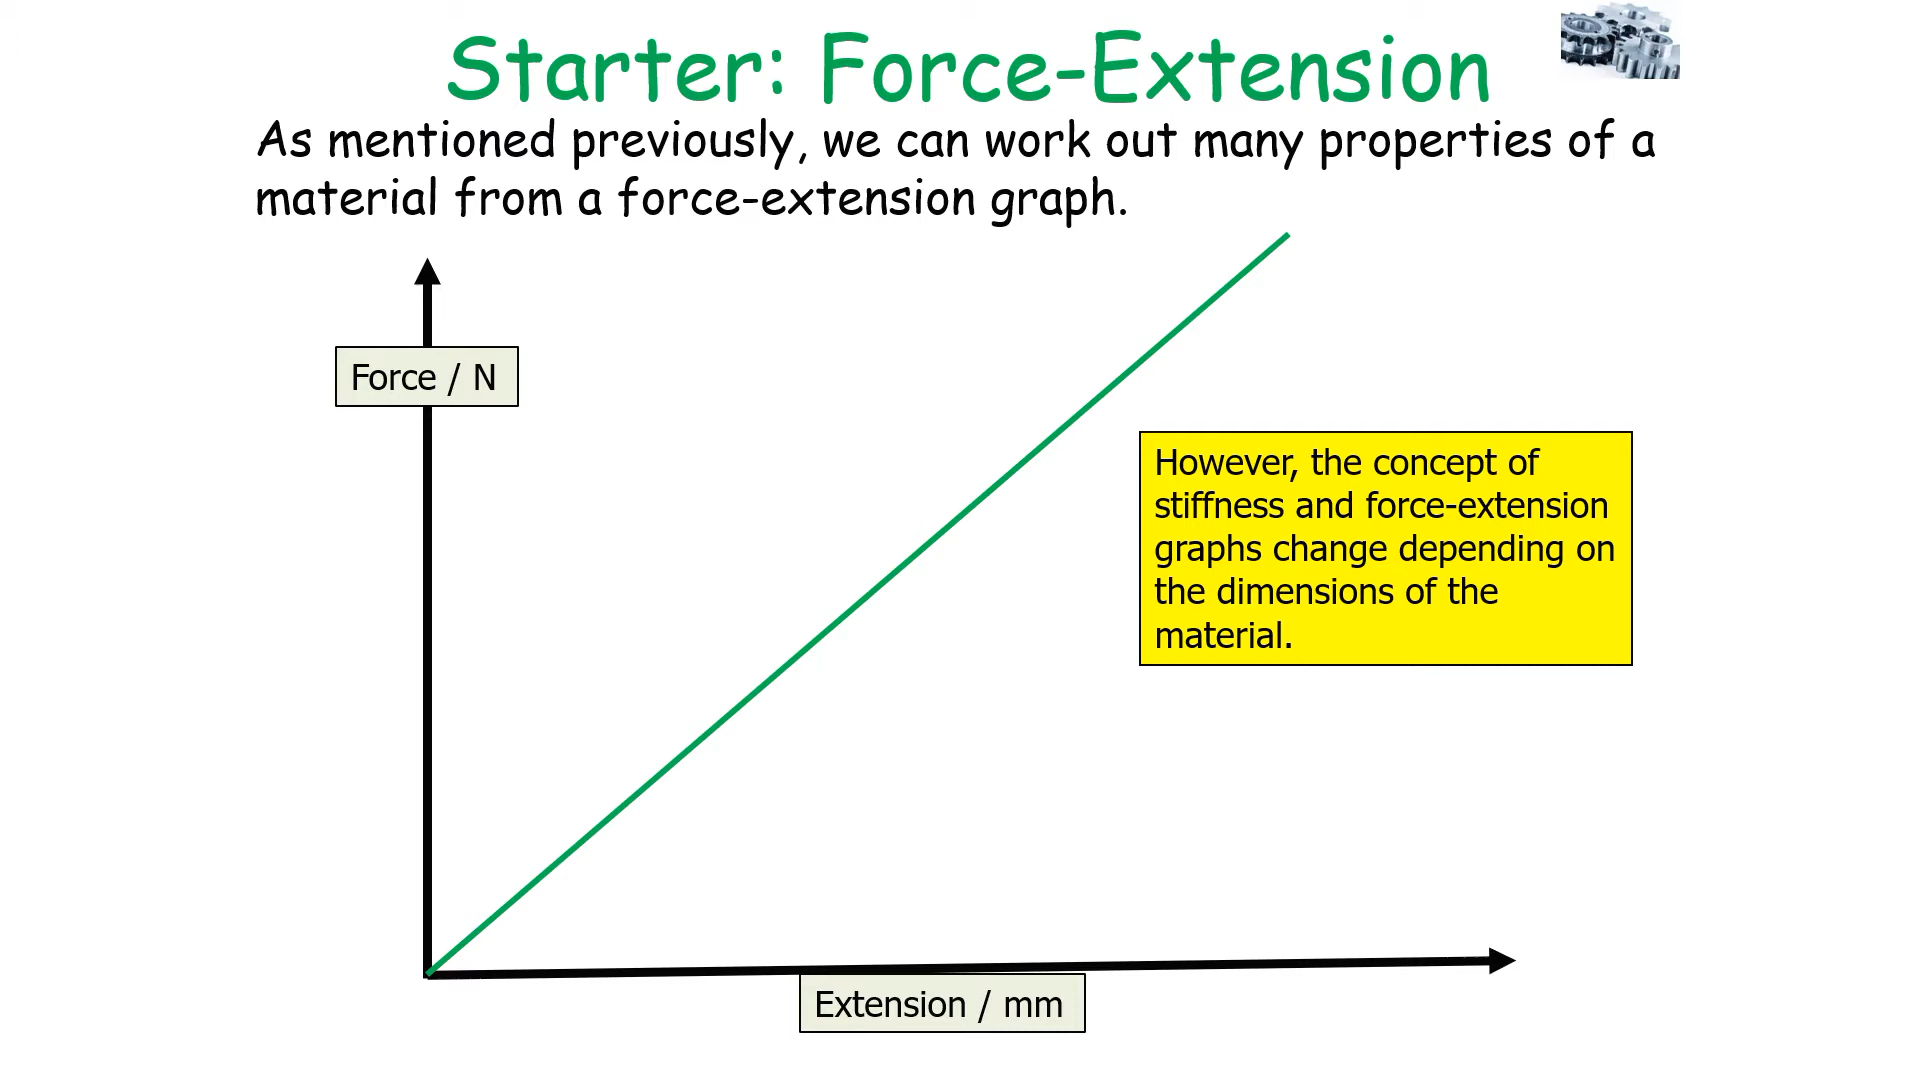 Starter: Force-Extension
As mentioned previously, we can work out many properties of a
material from a force-extension graph.
Force / N
However, the concept of
stiffness and force-extension
graphs change depending on
the dimensions of the
material.
Extension / mm